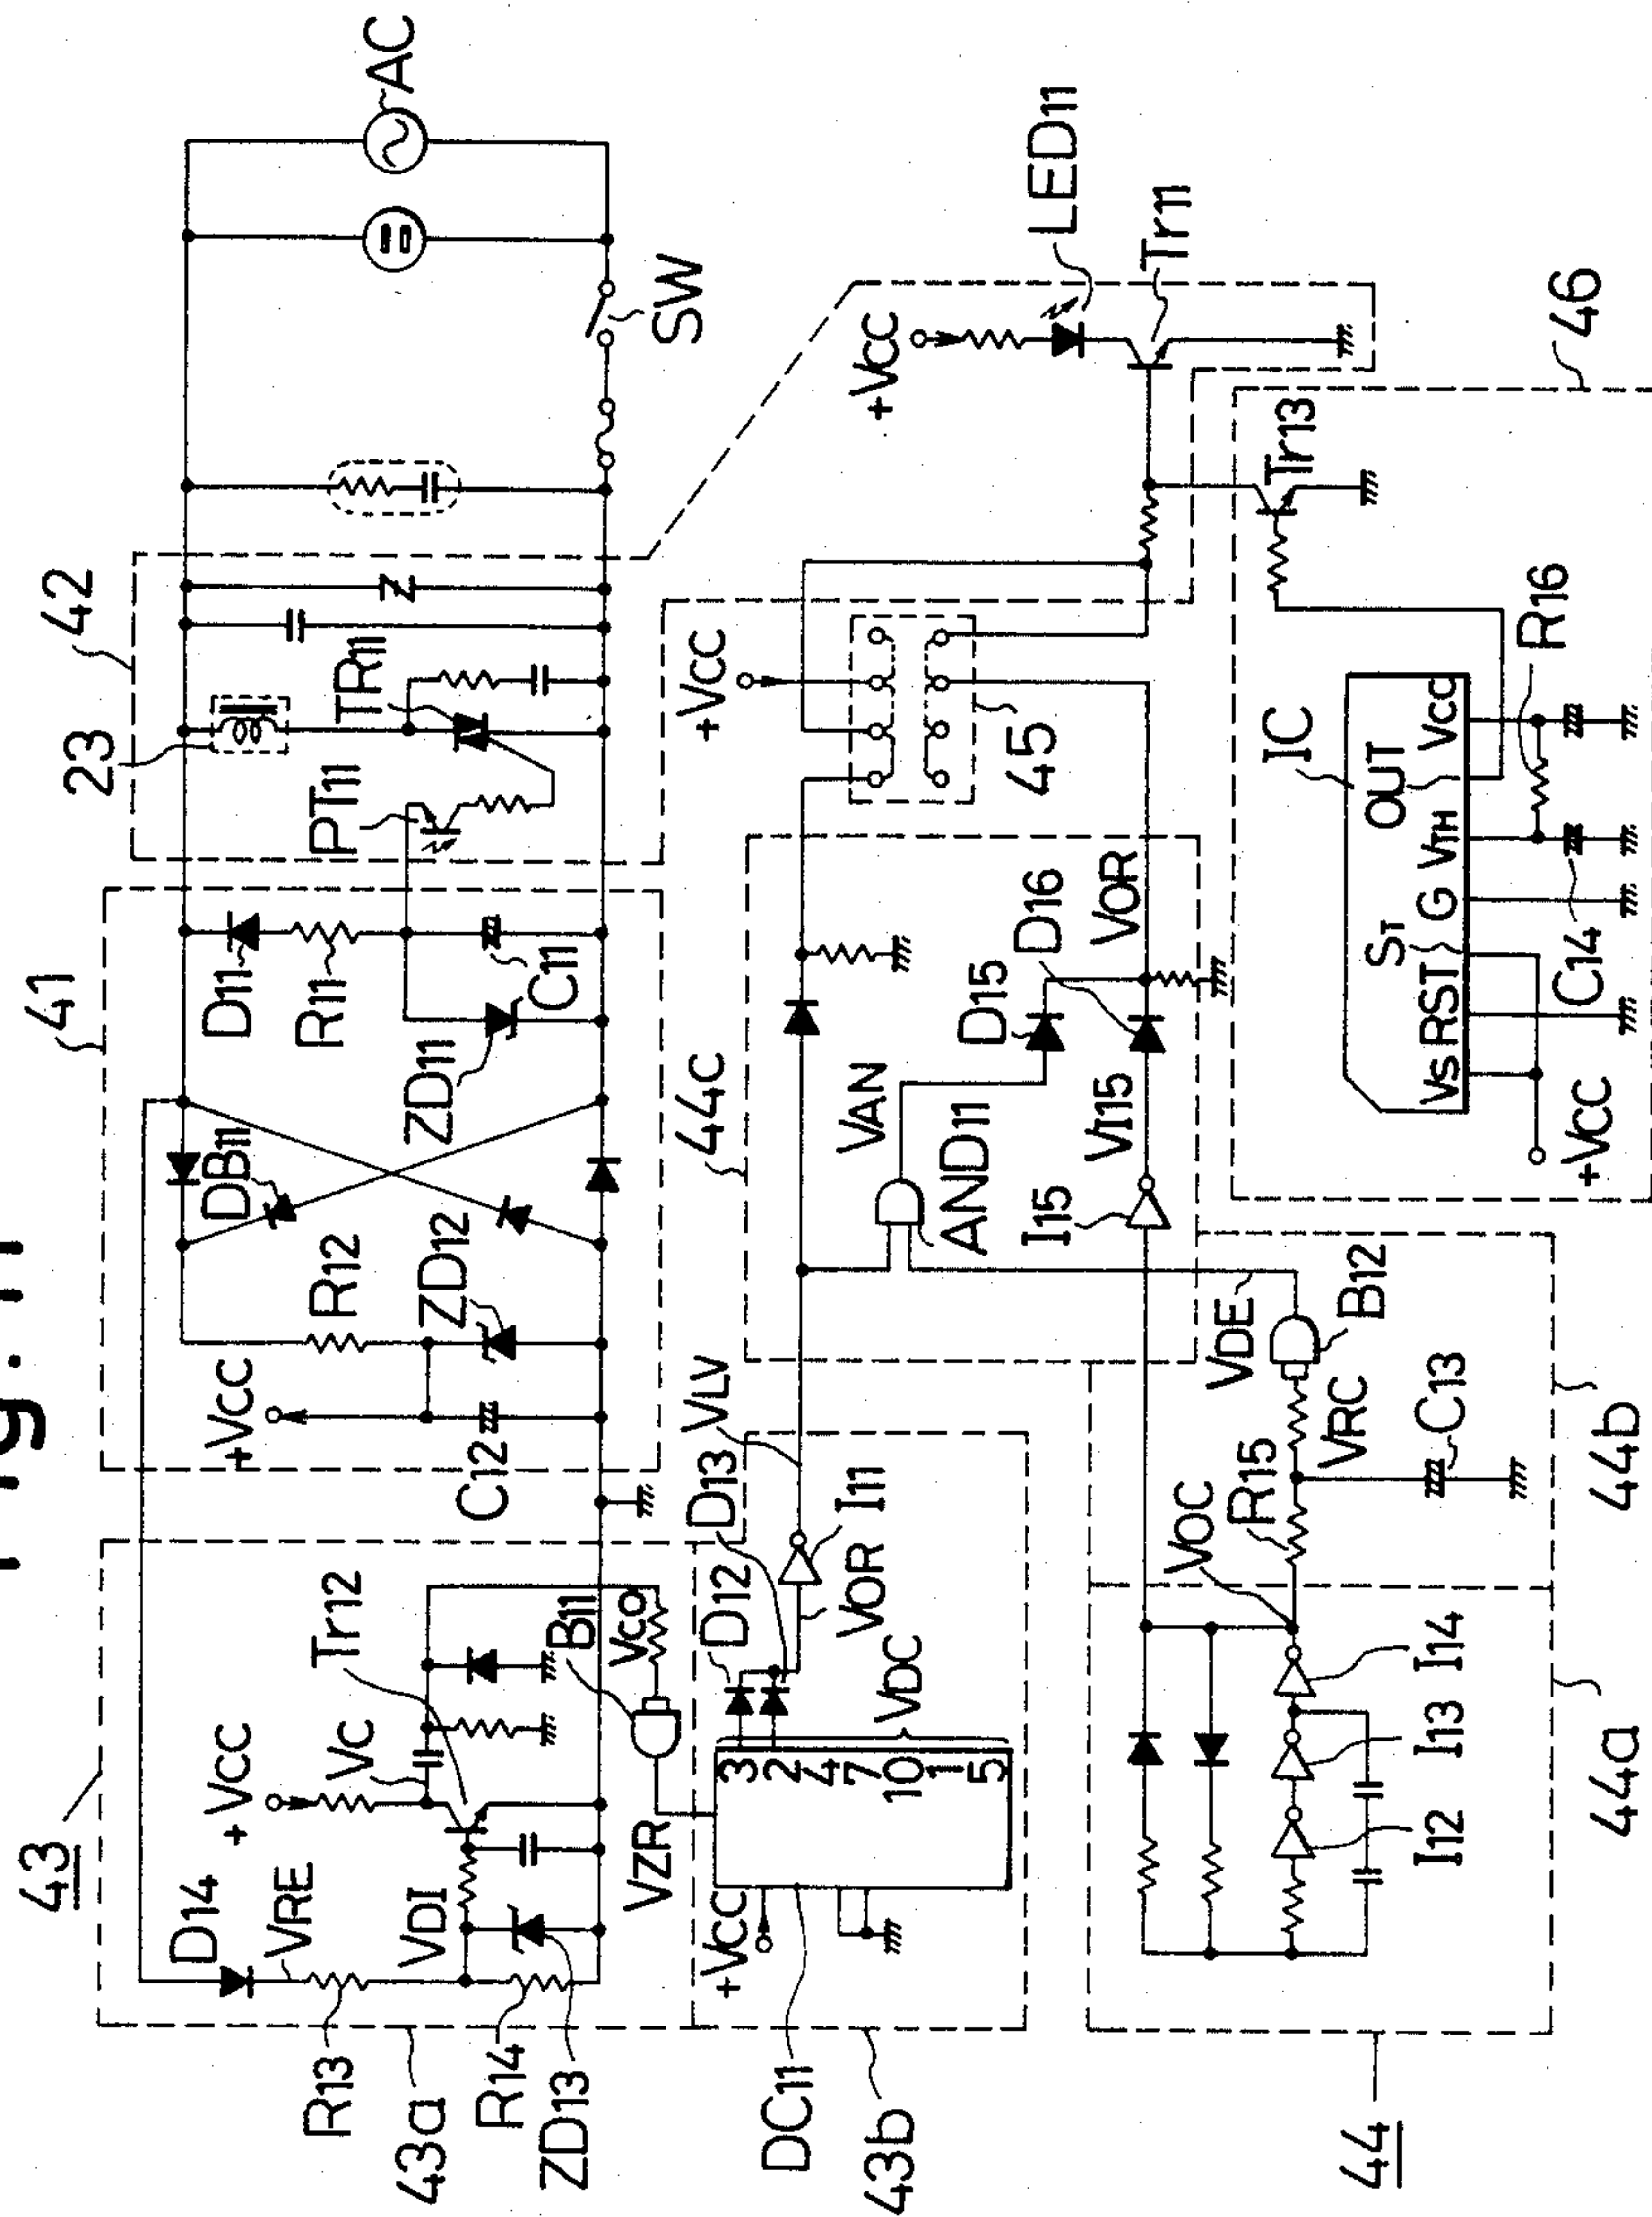 Fig. 11
AC
SW
42
23
TR11
PT11
41
D11
R11
C11
ZD11
DB11
R12
ZD12
+VCC
C12
43
+VCC
VC
Tr12
D14
VRE
VDI
B11
VCO
VZR
R13
43a
R14
ZD13
DC11
43b
+VCC
3
2
4
7
10
1
5
VDC
D12
D13
VLV
I11
VOR
44c
VAN
AND11
D15
D16
VOR
VI15
I15
+VCC
45
+VCC
LED11
Tr11
46
Tr13
IC
R16
VS RST ST G VTH OUT VCC
C14
+VCC
VDE
B12
VRC
R15
C13
VOC
44b
I14
I13
I12
44a
44